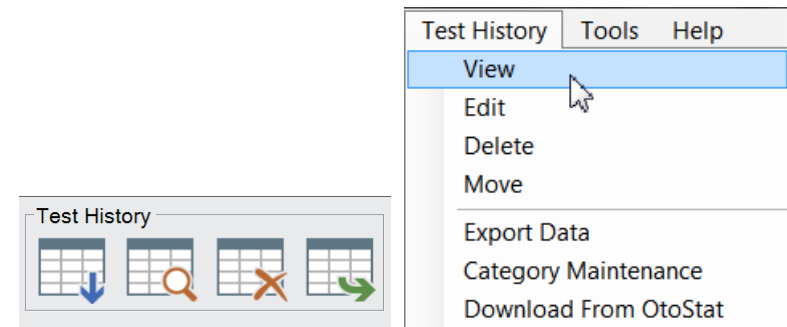 Test History Tools Help
View
Edit
Delete
Move
Export Data
Category Maintenance
Download From OtoStat
Test History